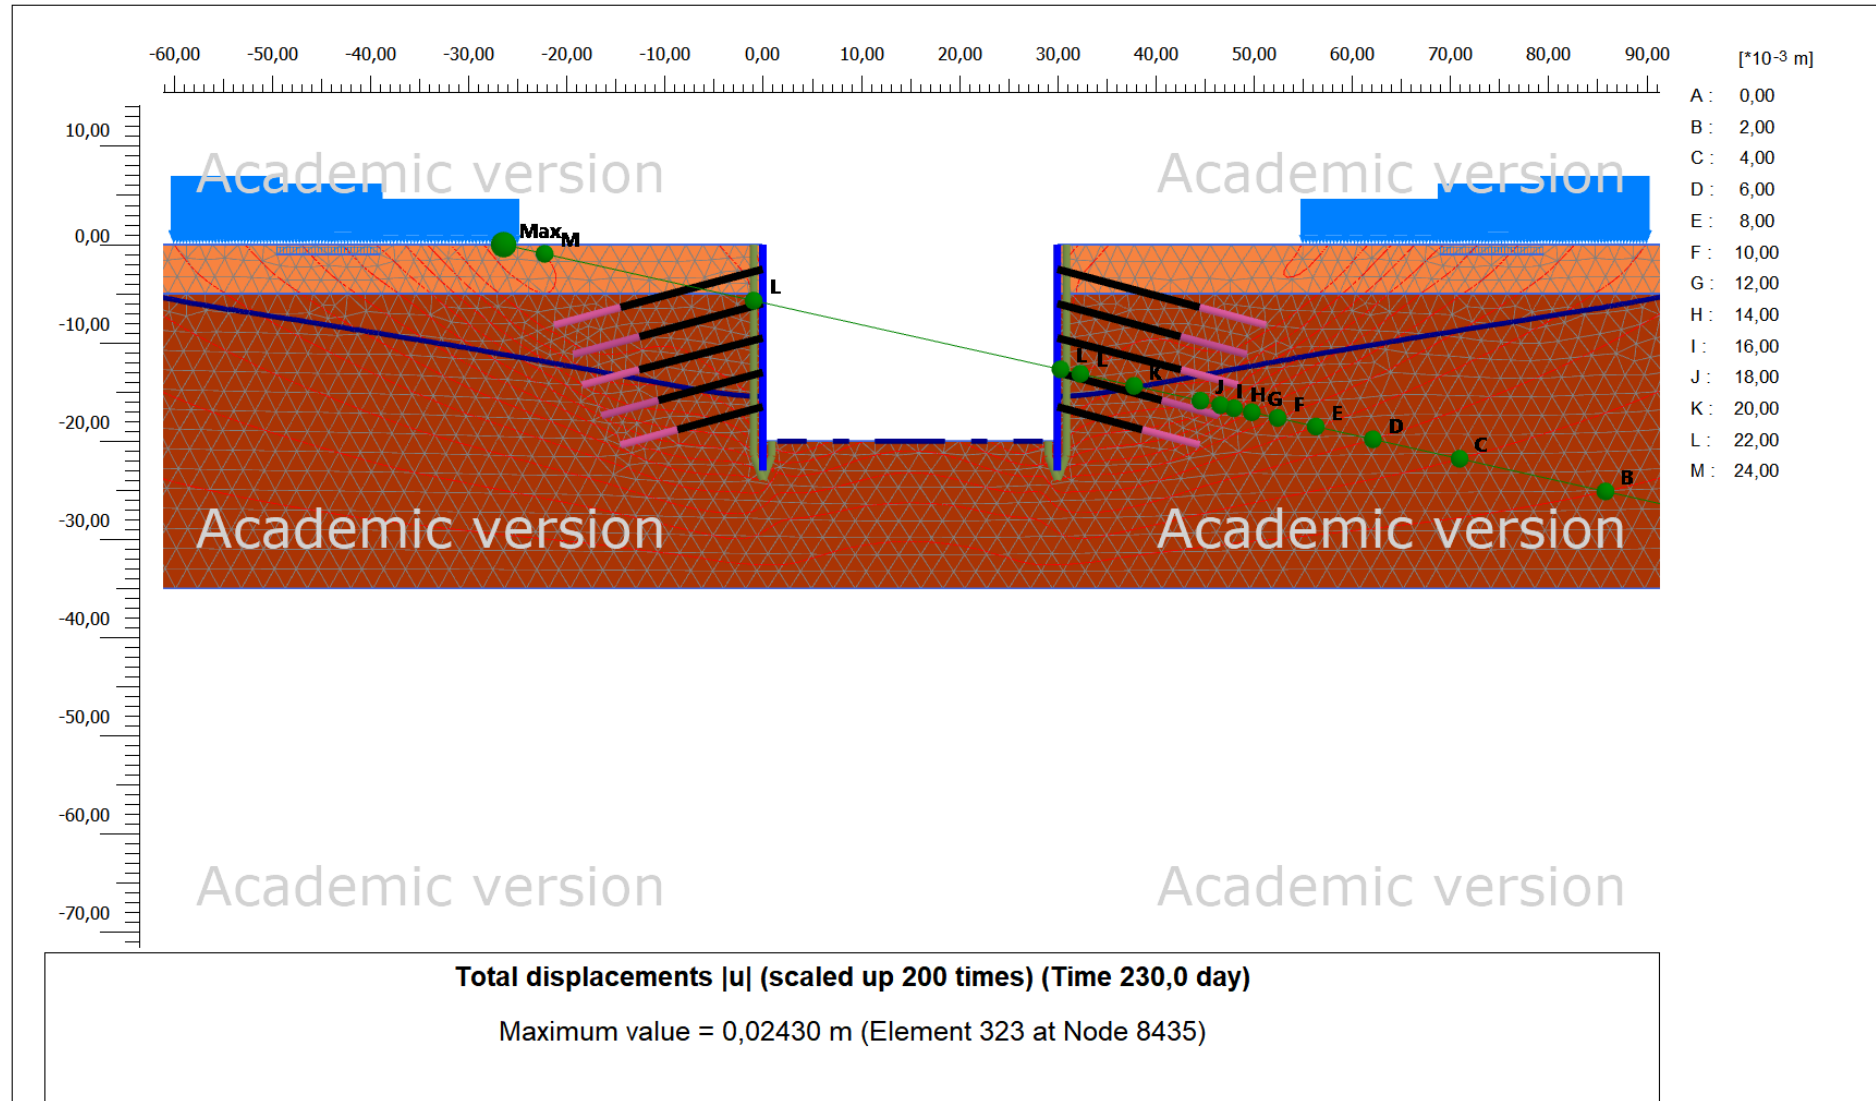 -60,00 -50,00 -40,00 -30,00 -20,00 -10,00 0,00 10,00 20,00 30,00 40,00 50,00 60,00 70,00 80,00 90,00
[*10-3 m]
A : 0,00
B : 2,00
C : 4,00
D : 6,00
E : 8,00
F : 10,00
G : 12,00
H : 14,00
I : 16,00
J : 18,00
K : 20,00
L : 22,00
M : 24,00
10,00
0,00
-10,00
-20,00
-30,00
-40,00
-50,00
-60,00
-70,00
Academic version Academic version
Max
M
L
L
L
K
J
I
H
G
F
E
D
C
B
Academic version Academic version
Academic version Academic version
Total displacements |u| (scaled up 200 times) (Time 230,0 day)
Maximum value = 0,02430 m (Element 323 at Node 8435)